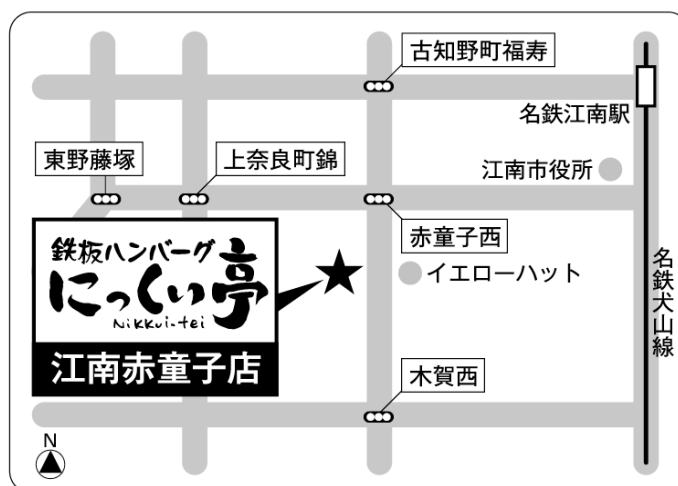 古知野町福寿
名鉄江南駅
東野藤塚
上奈良町錦
江南市役所
赤童子西
鉄板ハンバーグ
にっくい亭
Nikkui-tei
江南赤童子店
イエローハット
名鉄犬山線
木賀西
N